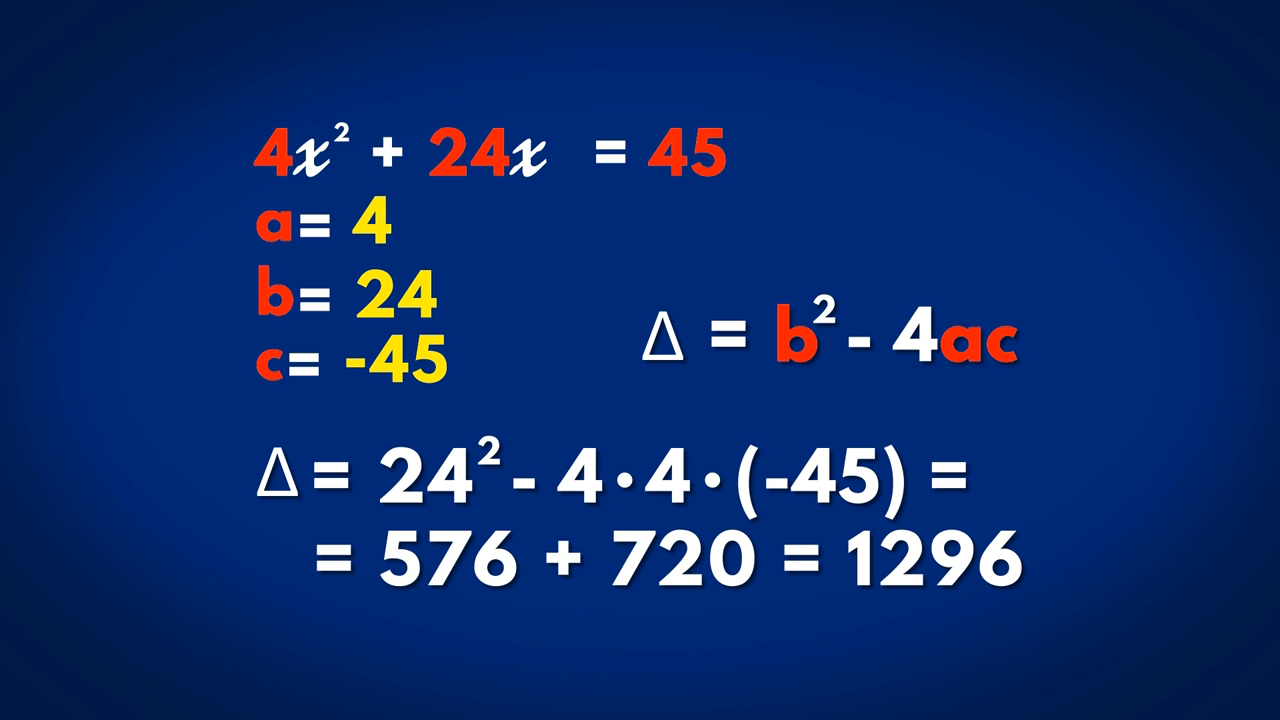 4x² + 24x = 45
a= 4
b= 24
c= -45
Δ = b² - 4ac
Δ = 24² - 4·4·(-45) =
= 576 + 720 = 1296